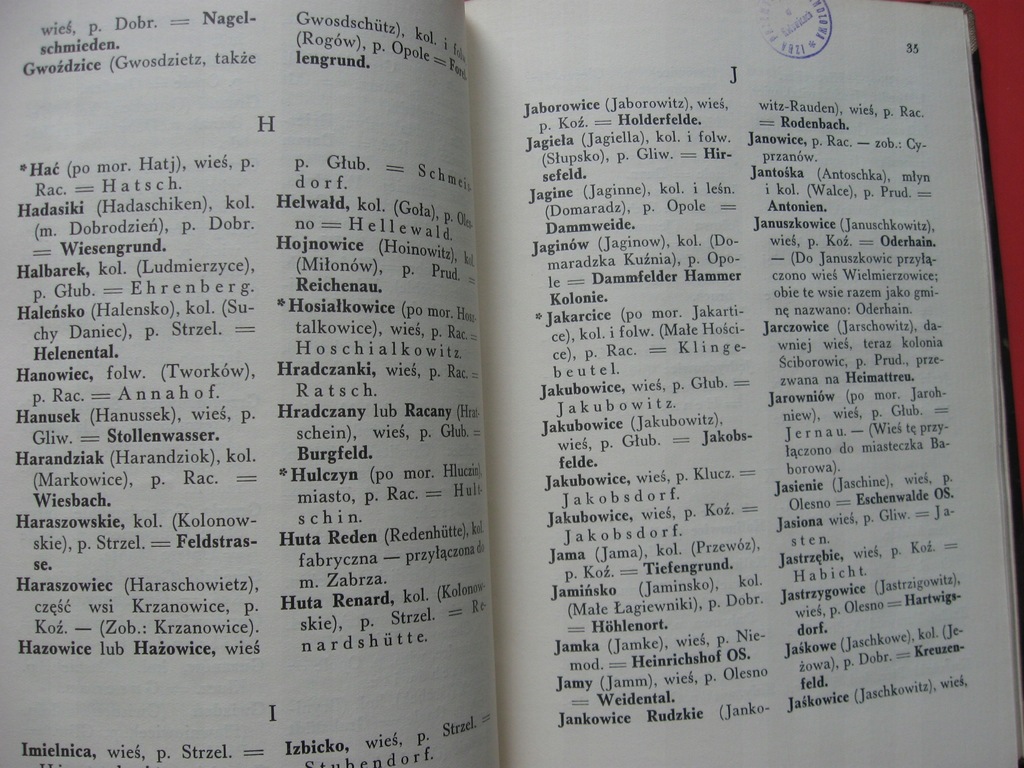 wieś, p. Dobr. = Nagel-
schmieden.
Gwoździce (Gwosdzietz, także
Gwosdschütz), kol. i folw.
(Rogów), p. Opole =
lengrund.
H
*Hać (po mor. Hatj), wieś, p.
Rac. = Hatsch.
Hadasiki (Hadaschiken), kol.
(m. Dobrodzień), p. Dobr.
= Wiesengrund.
Halbarek, kol. (Ludmierzyce),
p. Głub. = Ehrenberg.
Haleńsko (Halensko), kol. (Su-
chy Daniec), p. Strzel. =
Helenental.
Hanowiec, folw. (Tworków),
p. Rac. = Annahof.
Hanusek (Hanussek), wieś, p.
Gliw. = Stollenwasser.
Harandziak (Harandziok), kol.
(Markowice), p. Rac. =
Wiesbach.
Haraszowskie, kol. (Kolonow-
skie), p. Strzel. = Feldstras-
se.
Haraszowiec (Haraschowietz),
część wsi Krzanowice, p.
Koź. — (Zob.: Krzanowice).
Hazowice lub Hażowice, wieś
p. Głub. = Schmeis-
dorf.
Helwałd, kol. (Goła), p. Oles-
no = Hellewald.
Hojnowice (Hoinowitz), kol.
(Miłonów), p. Prud. =
Reichenau.
*Hosiałkowice (po mor. Hosz-
talkowice), wieś, p. Rac. =
Hoschialkowitz.
Hradczanki, wieś, p. Rac. =
Ratsch.
Hradczany lub Racany (Hrat-
schein), wieś, p. Głub. =
Burgfeld.
*Hulczyn (po mor. Hluczin),
miasto, p. Rac. = Hult-
schin.
Huta Reden (Redenhütte), kol.
fabryczna — przyłączona do
m. Zabrza.
Huta Renard, kol. (Kolonow-
skie), p. Strzel. = Re-
nardshütte.
I
Imielnica, wieś, p. Strzel. =
Izbicko, wieś, p. Strzel. =
Stubendorf.
35
J
Jaborowice (Jaborowitz), wieś,
p. Koź. = Holderfelde.
Jagieła (Jagiella), kol. i folw.
(Słupsko), p. Gliw. = Hir-
sefeld.
Jagine (Jaginne), kol. i leśn.
(Domaradz), p. Opole =
Dammweide.
Jaginów (Jaginow), kol. (Do-
maradzka Kuźnia), p. Opo-
le = Dammfelder Hammer
Kolonie.
*Jakarcice (po mor. Jakarti-
ce), kol. i folw. (Małe Hości-
ce), p. Rac. = Klinge-
beutel.
Jakubowice, wieś, p. Głub. =
Jakubowitz.
Jakubowice (Jakubowitz),
wieś, p. Głub. = Jakobs-
felde.
Jakubowice, wieś, p. Klucz. =
Jakobsdorf.
Jakubowice, wieś, p. Koź. =
Jakobsdorf.
Jama (Jama), kol. (Przewóz),
p. Koź. = Tiefengrund.
Jamińsko (Jaminsko), kol.
(Małe Łagiewniki), p. Dobr.
= Höhlenort.
Jamka (Jamke), wieś, p. Nie-
mod. = Heinrichshof OS.
Jamy (Jamm), wieś, p. Olesno
= Weidental.
Jankowice Rudzkie (Janko-
witz-Rauden), wieś, p. Rac.
= Rodenbach.
Janowice, p. Rac. — zob.: Cy-
przanów.
Jantośka (Antoschka), młyn
i kol. (Walce), p. Prud. =
Antonien.
Januszkowice (Januschkowitz),
wieś, p. Koź. = Oderhain.
— (Do Januszkowic przyłą-
czono wieś Wielmierzowice;
obie te wsie razem jako gmi-
nę nazwano: Oderhain.
Jarczowice (Jarschowitz), da-
wniej wieś, teraz kolonia
Ściborowic, p. Prud., prze-
zwana na Heimattreu.
Jarowniów (po mor. Jaroh-
niew), wieś, p. Głub. =
Jernau. — (Wieś tę przy-
łączono do miasteczka Ba-
borowa).
Jasienie (Jaschine), wieś, p.
Olesno = Eschenwalde OS.
Jasiona wieś, p. Gliw. = Ja-
sten.
Jastrzębie, wieś, p. Koź. =
Habicht.
Jastrzygowice (Jastrzigowitz),
wieś, p. Olesno = Hartwigs-
dorf.
Jaśkowe (Jaschkowe), kol. (Je-
żowa), p. Dobr. = Kreuzen-
feld.
Jaśkowice (Jaschkowitz), wieś,